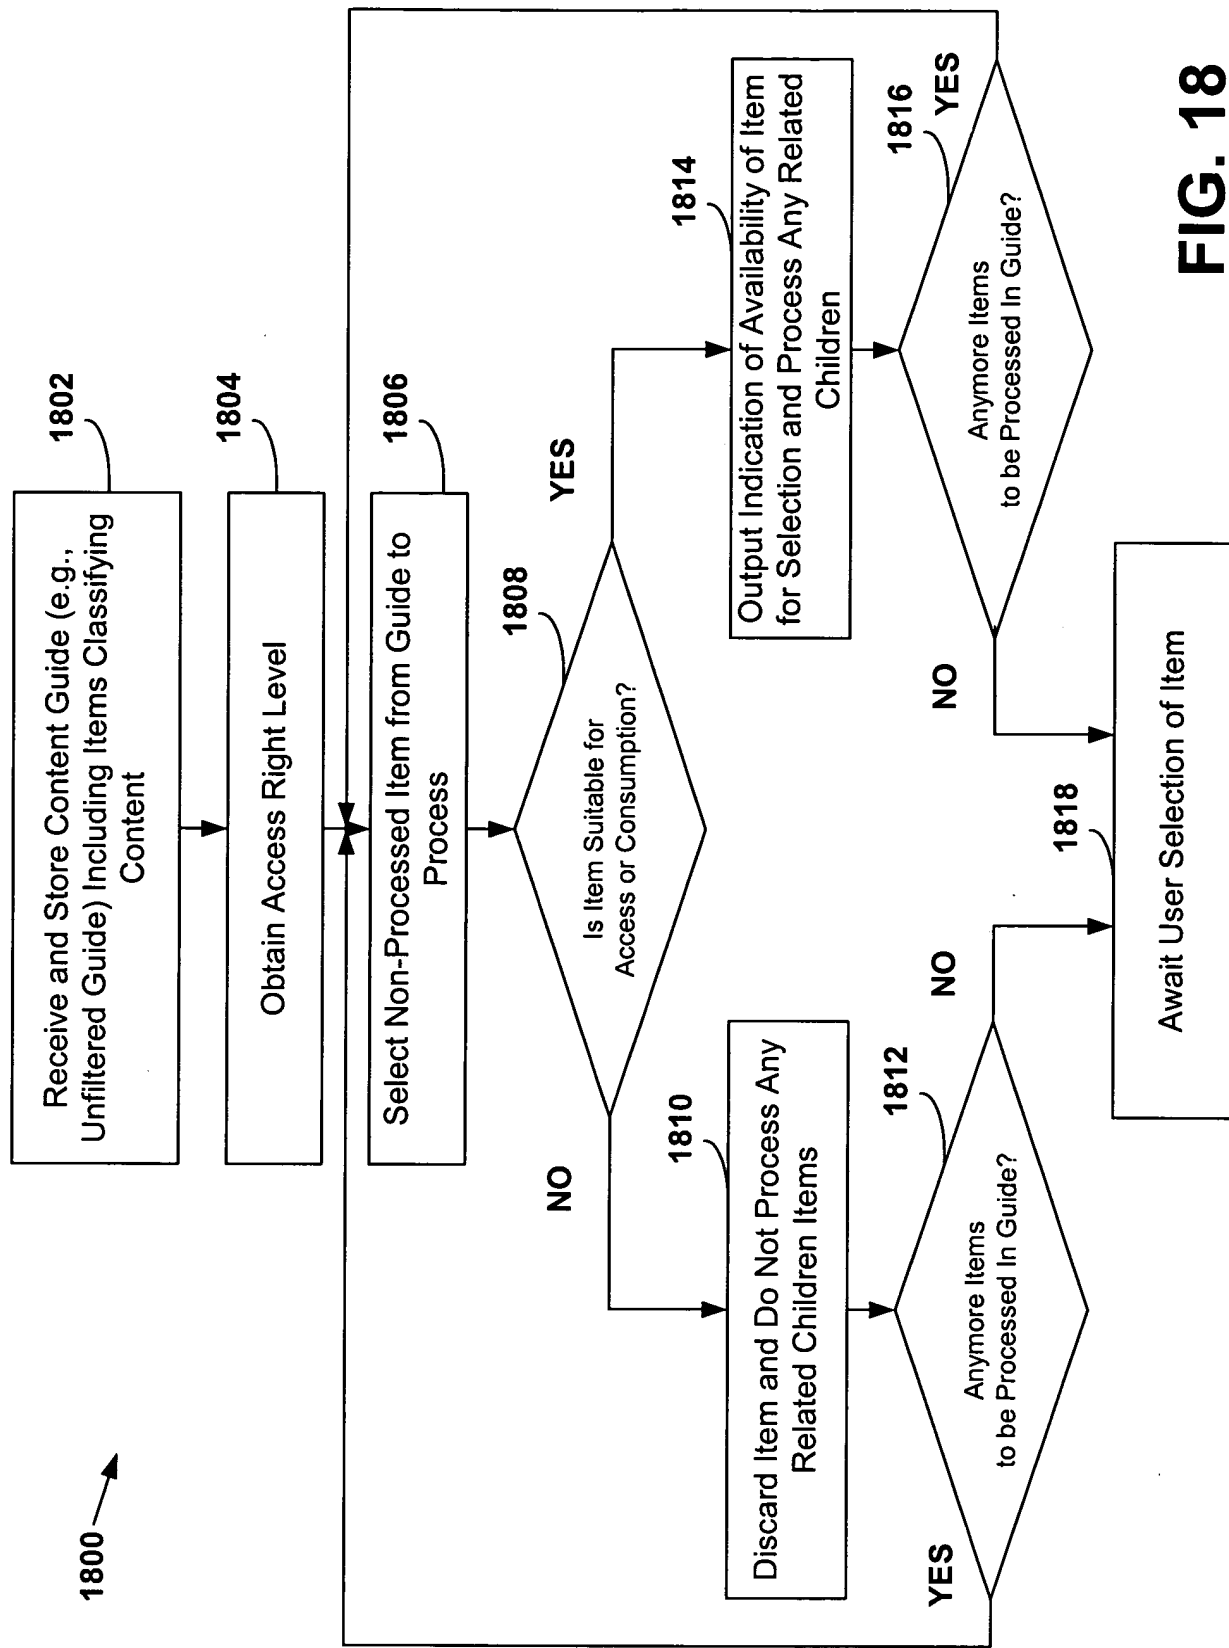 1800
1802
Receive and Store Content Guide (e.g.,
Unfiltered Guide) Including Items Classifying
Content
1804
Obtain Access Right Level
1806
Select Non-Processed Item from Guide to
Process
1808
Is Item Suitable for
Access or Consumption?
NO
YES
1810
Discard Item and Do Not Process Any
Related Children Items
1814
Output Indication of Availability of Item
for Selection and Process Any Related
Children
1812
Anymore Items
to be Processed In Guide?
YES
NO
1816
Anymore Items
to be Processed In Guide?
NO
YES
1818
Await User Selection of Item
FIG. 18